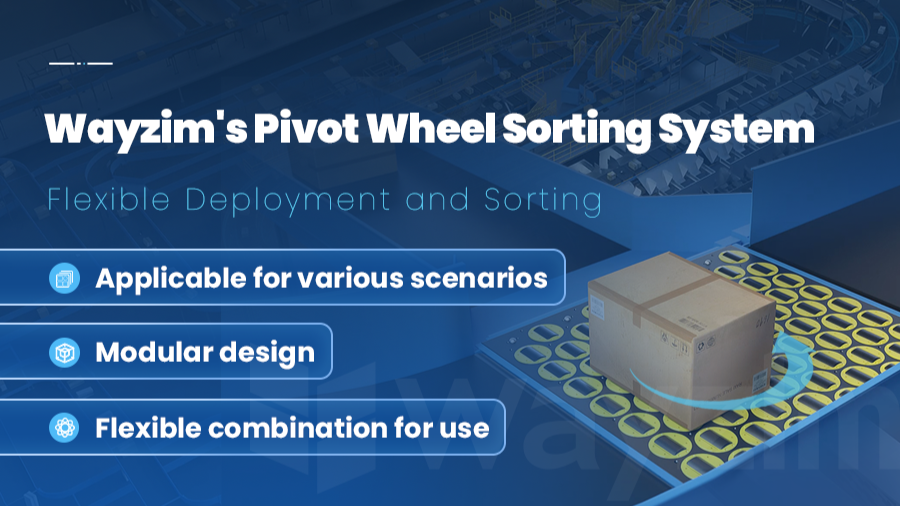 Wayzim's Pivot Wheel Sorting System
Flexible Deployment and Sorting
Applicable for various scenarios
Modular design
Flexible combination for use
Wayzim